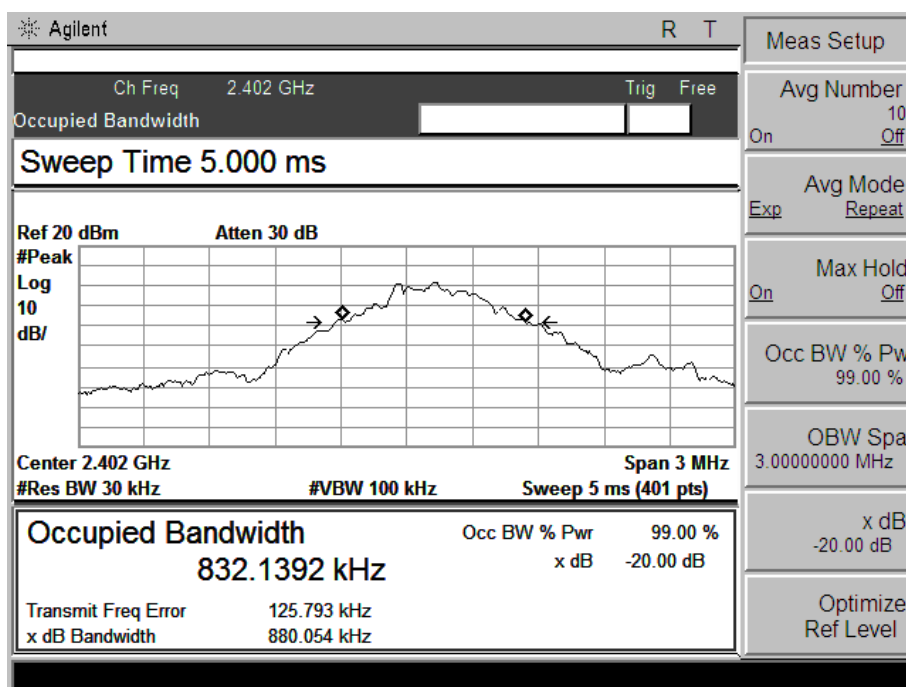 Agilent R T
Ch Freq 2.402 GHz Trig Free
Occupied Bandwidth
Sweep Time 5.000 ms
Ref 20 dBm Atten 30 dB
#Peak
Log
10
dB/
Center 2.402 GHz Span 3 MHz
#Res BW 30 kHz #VBW 100 kHz Sweep 5 ms (401 pts)
Occupied Bandwidth
832.1392 kHz
Occ BW % Pwr 99.00 %
x dB -20.00 dB
Transmit Freq Error 125.793 kHz
x dB Bandwidth 880.054 kHz
Meas Setup
Avg Number
10
On Off
Avg Mode
Exp Repeat
Max Hold
On Off
Occ BW % Pw
99.00 %
OBW Spa
3.00000000 MHz
x dB
-20.00 dB
Optimize
Ref Level